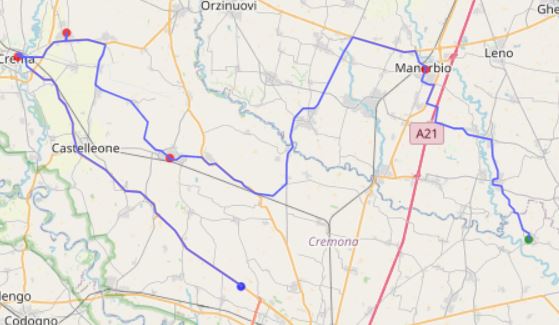 Orzinuovi
Ghe
Leno
Crema
Manerbio
A21
Castelleone
Cremona
lengo
Codogno